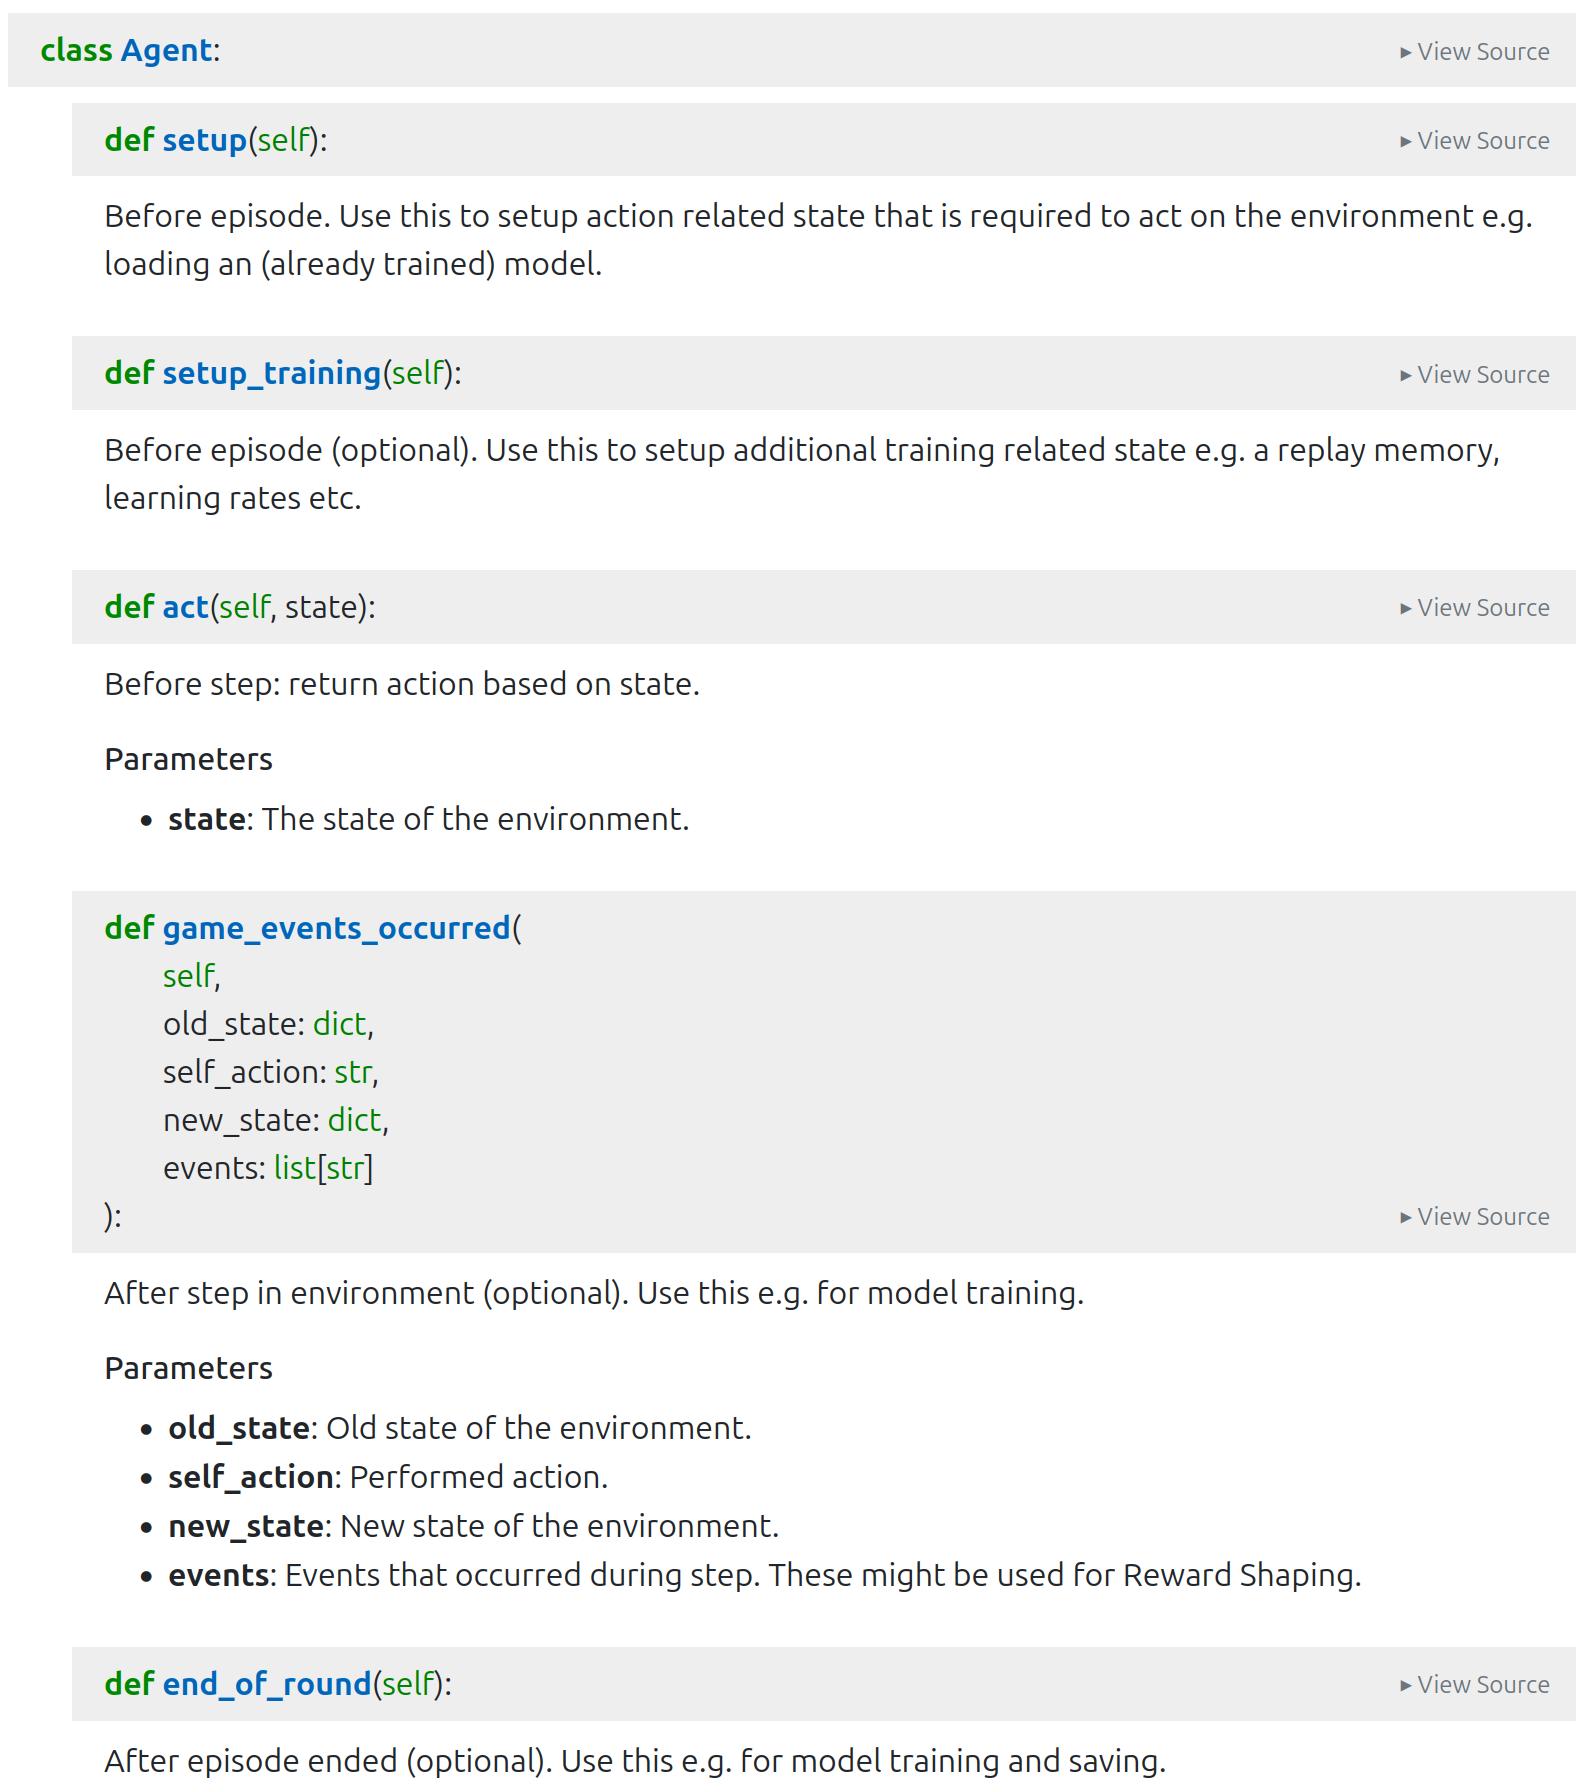 class Agent: ▸ View Source
def setup(self): ▸ View Source
Before episode. Use this to setup action related state that is required to act on the environment e.g.
loading an (already trained) model.
def setup_training(self): ▸ View Source
Before episode (optional). Use this to setup additional training related state e.g. a replay memory,
learning rates etc.
def act(self, state): ▸ View Source
Before step: return action based on state.
Parameters
• state: The state of the environment.
def game_events_occurred(
self,
old_state: dict,
self_action: str,
new_state: dict,
events: list[str]
): ▸ View Source
After step in environment (optional). Use this e.g. for model training.
Parameters
• old_state: Old state of the environment.
• self_action: Performed action.
• new_state: New state of the environment.
• events: Events that occurred during step. These might be used for Reward Shaping.
def end_of_round(self): ▸ View Source
After episode ended (optional). Use this e.g. for model training and saving.